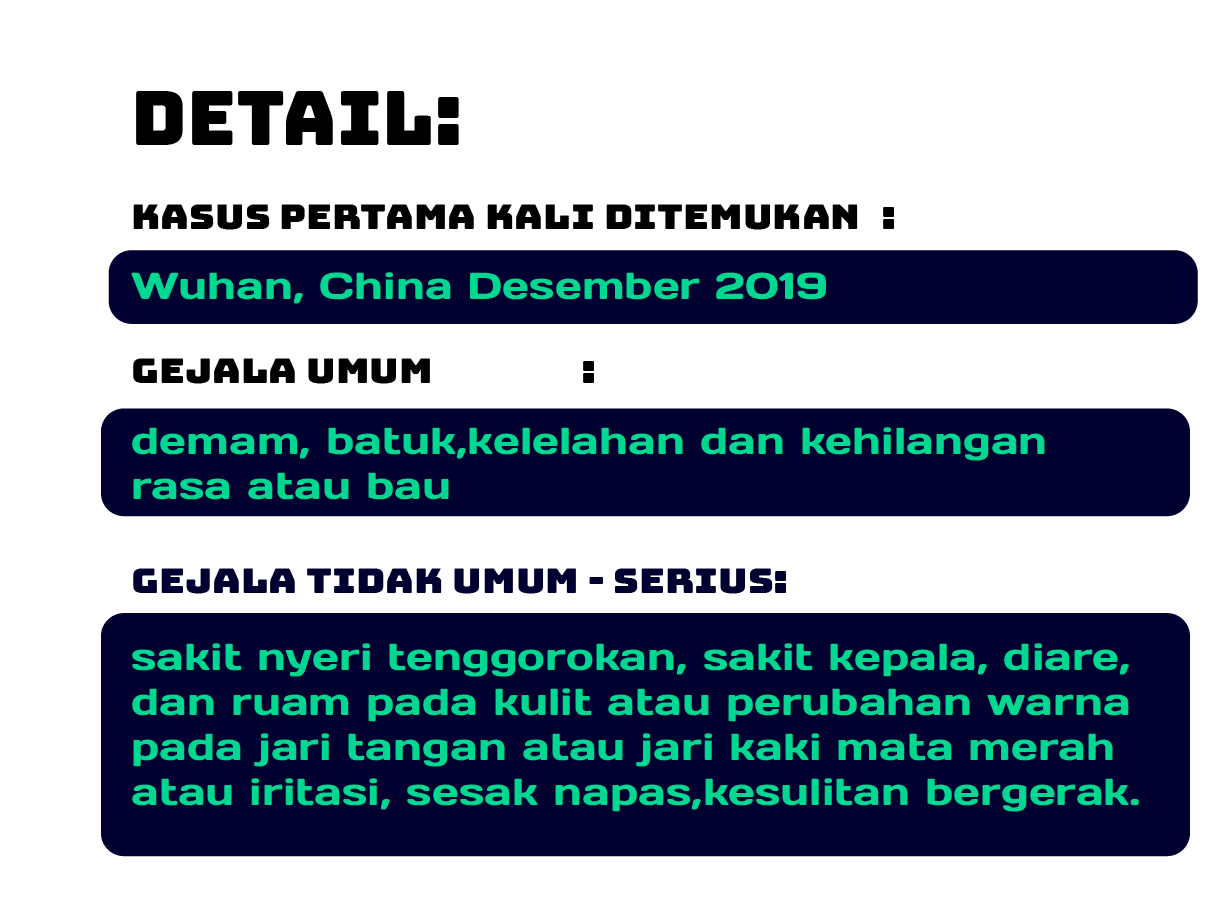 DETAIL:
KASUS PERTAMA KALI DITEMUKAN :
Wuhan, China Desember 2019
GEJALA UMUM :
demam, batuk,kelelahan dan kehilangan
rasa atau bau
GEJALA TIDAK UMUM - SERIUS:
sakit nyeri tenggorokan, sakit kepala, diare,
dan ruam pada kulit atau perubahan warna
pada jari tangan atau jari kaki mata merah
atau iritasi, sesak napas,kesulitan bergerak.